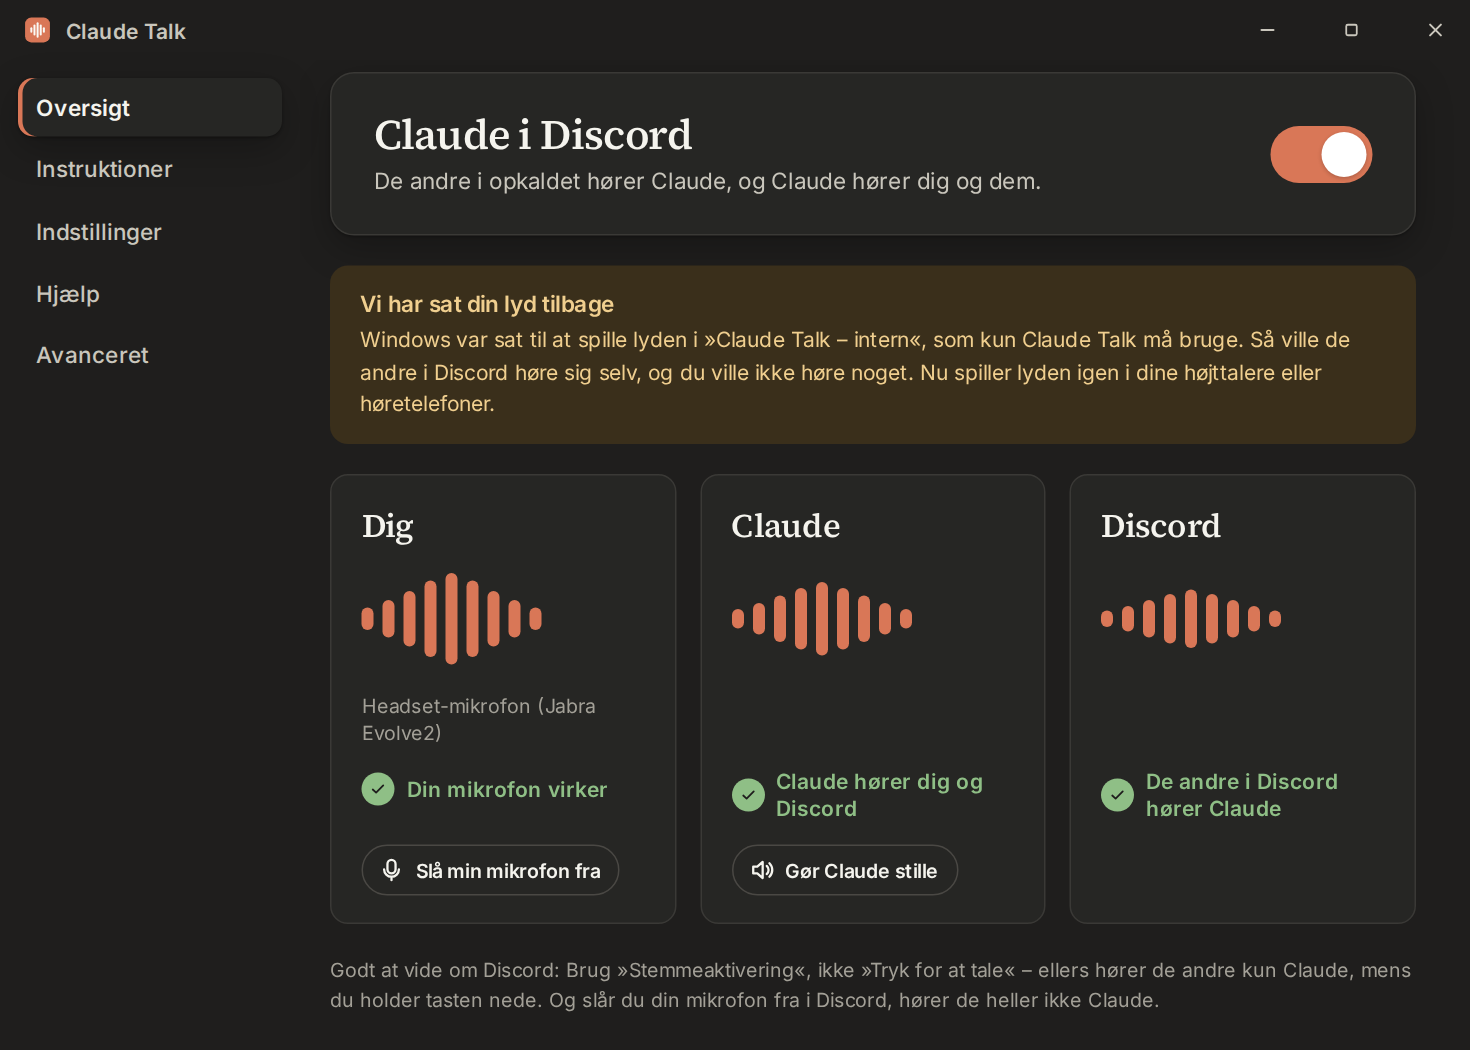 Claude Talk
Oversigt
Instruktioner
Indstillinger
Hjælp
Avanceret
Claude i Discord
De andre i opkaldet hører Claude, og Claude hører dig og dem.
Vi har sat din lyd tilbage
Windows var sat til at spille lyden i »Claude Talk – intern«, som kun Claude Talk må bruge. Så ville de
andre i Discord høre sig selv, og du ville ikke høre noget. Nu spiller lyden igen i dine højttalere eller
høretelefoner.
Dig
Headset-mikrofon (Jabra
Evolve2)
Din mikrofon virker
Slå min mikrofon fra
Claude
Claude hører dig og
Discord
Gør Claude stille
Discord
De andre i Discord
hører Claude
Godt at vide om Discord: Brug »Stemmeaktivering«, ikke »Tryk for at tale« – ellers hører de andre kun Claude, mens
du holder tasten nede. Og slår du din mikrofon fra i Discord, hører de heller ikke Claude.